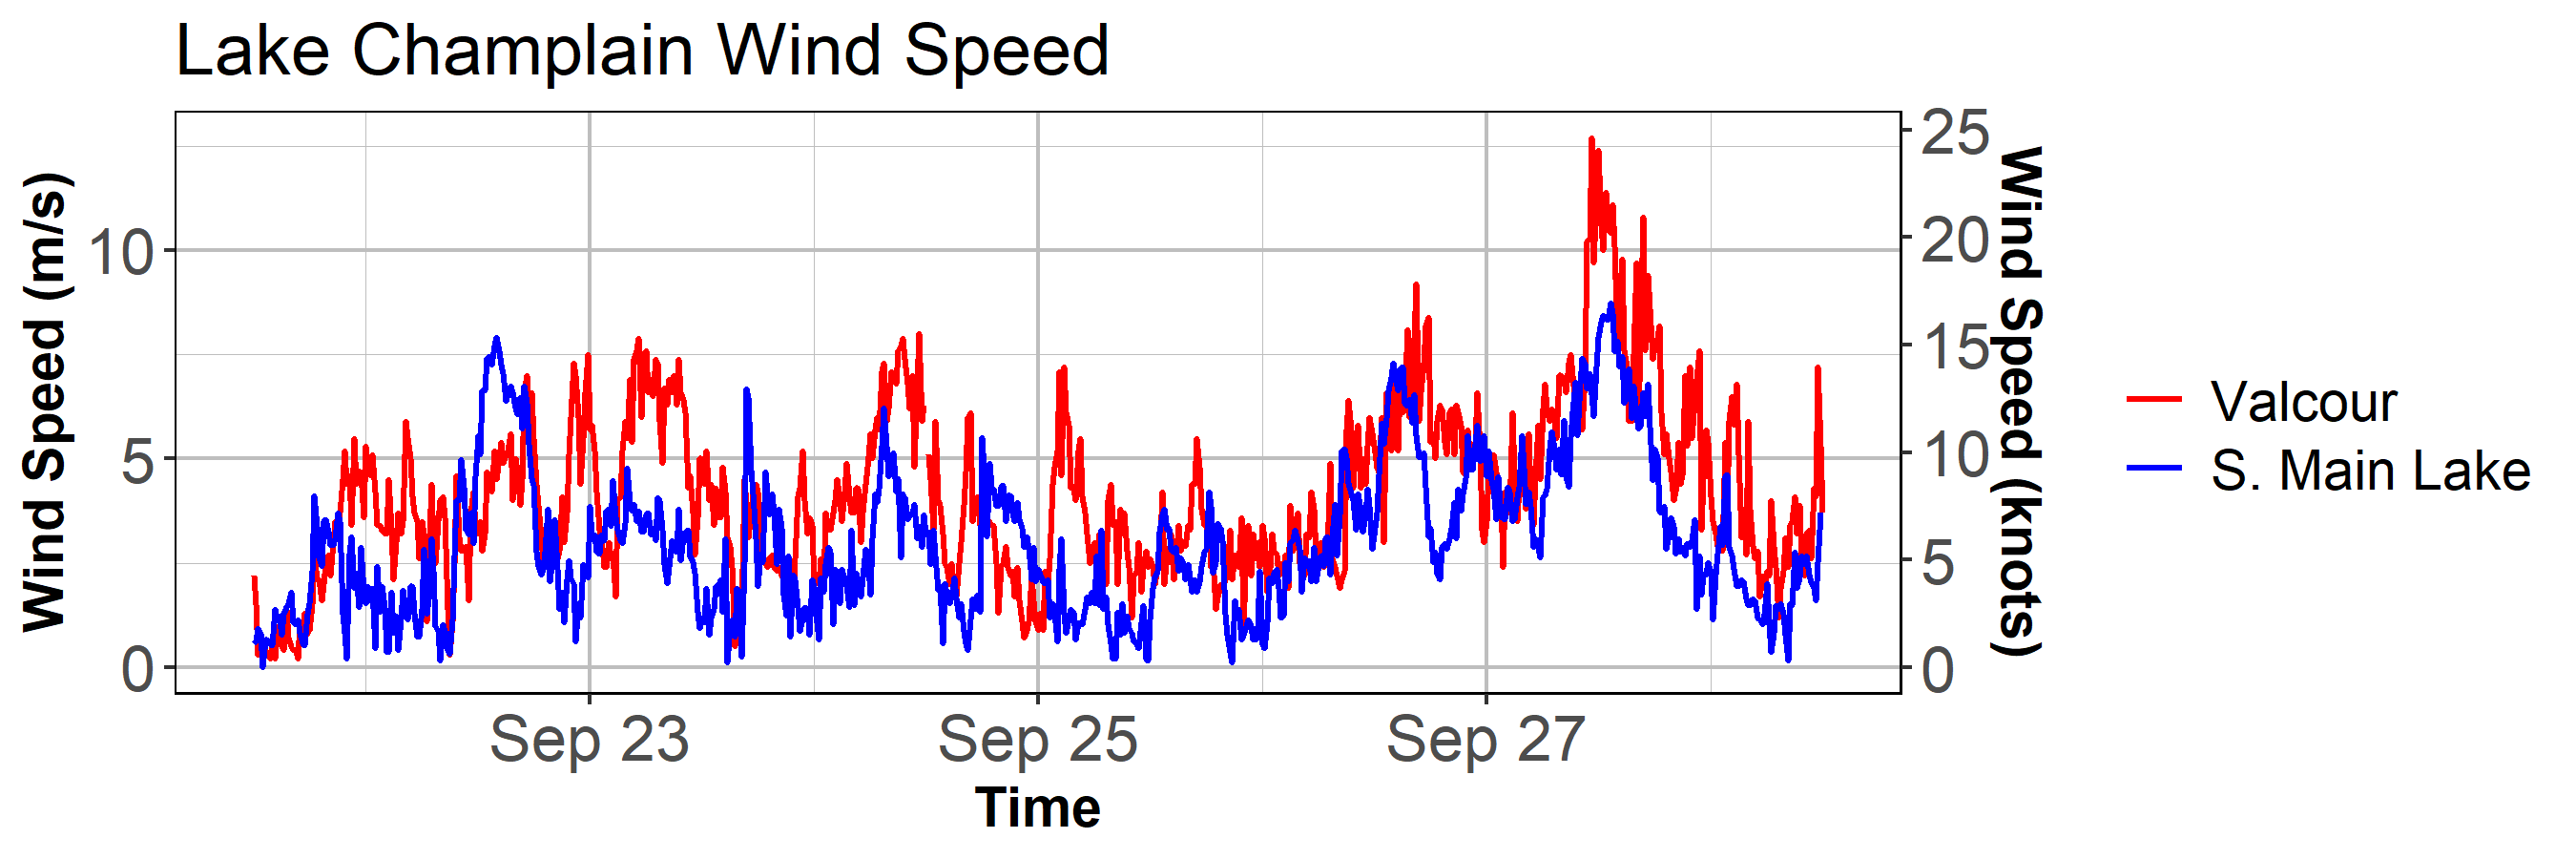 Lake Champlain Wind Speed
Wind Speed (m/s)
10
5
0
25
20
15
10
5
0
Wind Speed (knots)
Sep 23
Sep 25
Sep 27
Time
Valcour
S. Main Lake